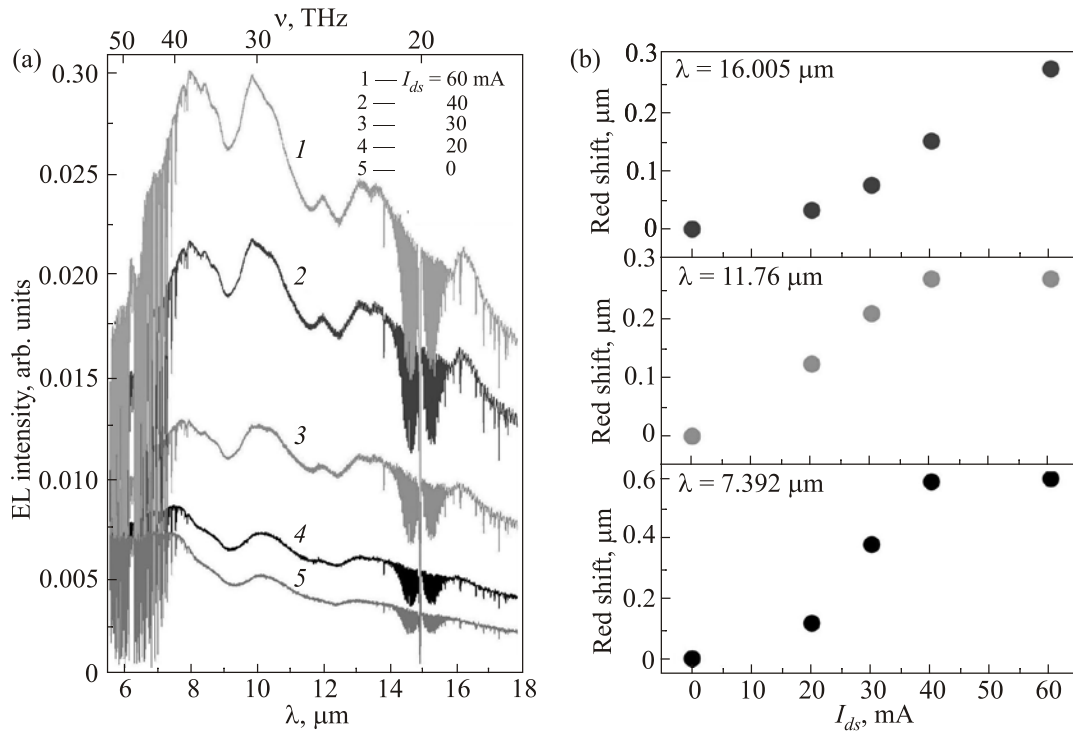 (a)
ν, THz
50 40 30 20
1 — I_ds = 60 mA
2 — 40
3 — 30
4 — 20
5 — 0
EL intensity, arb. units
0.30
0.025
0.020
0.015
0.010
0.005
0
1
2
3
4
5
6 8 10 12 14 16 18
λ, μm
(b)
λ = 16.005 μm
Red shift, μm
0.3
0.2
0.1
0
λ = 11.76 μm
Red shift, μm
0.3
0.2
0.1
0
λ = 7.392 μm
Red shift, μm
0.6
0.4
0.2
0
0 10 20 30 40 50 60
I_ds, mA